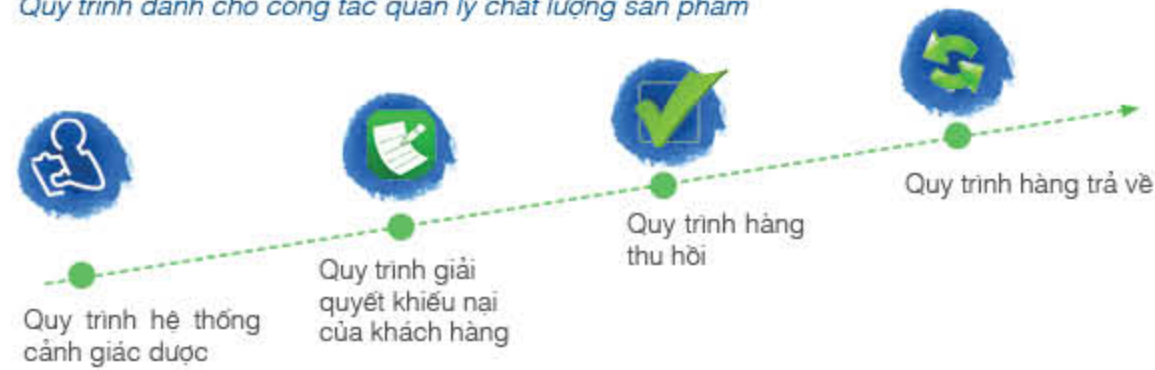 Quy trình dành cho công tác quản lý chất lượng sản phẩm
Quy trình hệ thống
cảnh giác dược
Quy trình giải
quyết khiếu nại
của khách hàng
Quy trình hàng
thu hồi
Quy trình hàng trả về